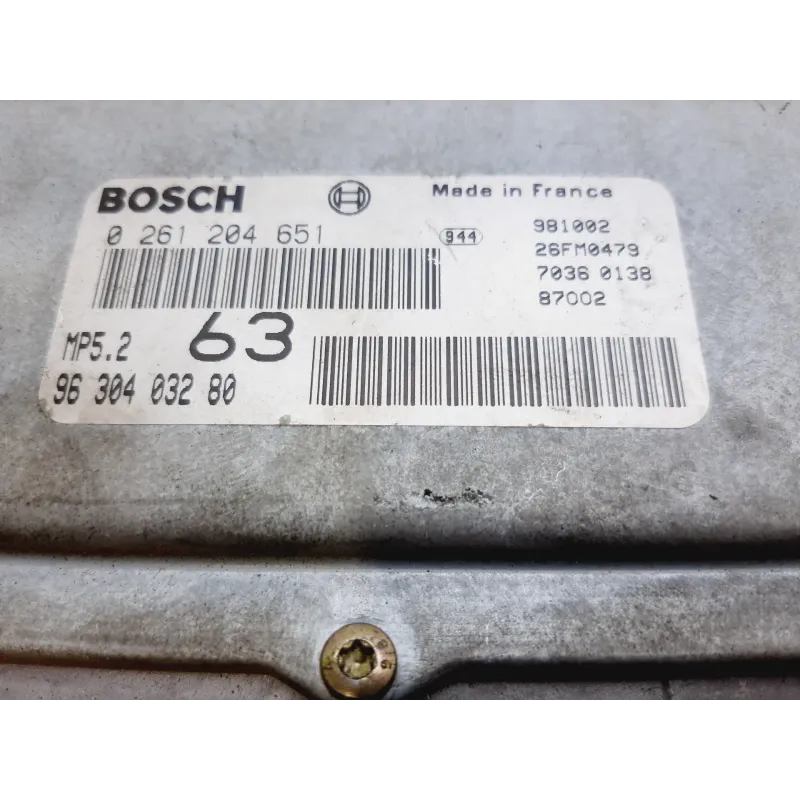 BOSCH
Made in France
0 261 204 651
944
981002
26FM0479
7036 0138
87002
MP5.2
63
96 304 032 80